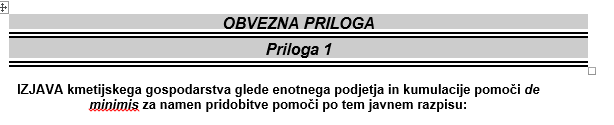 OBVEZNA PRILOGA
Priloga 1
IZJAVA kmetijskega gospodarstva glede enotnega podjetja in kumulacije pomoči de
minimis za namen pridobitve pomoči po tem javnem razpisu: